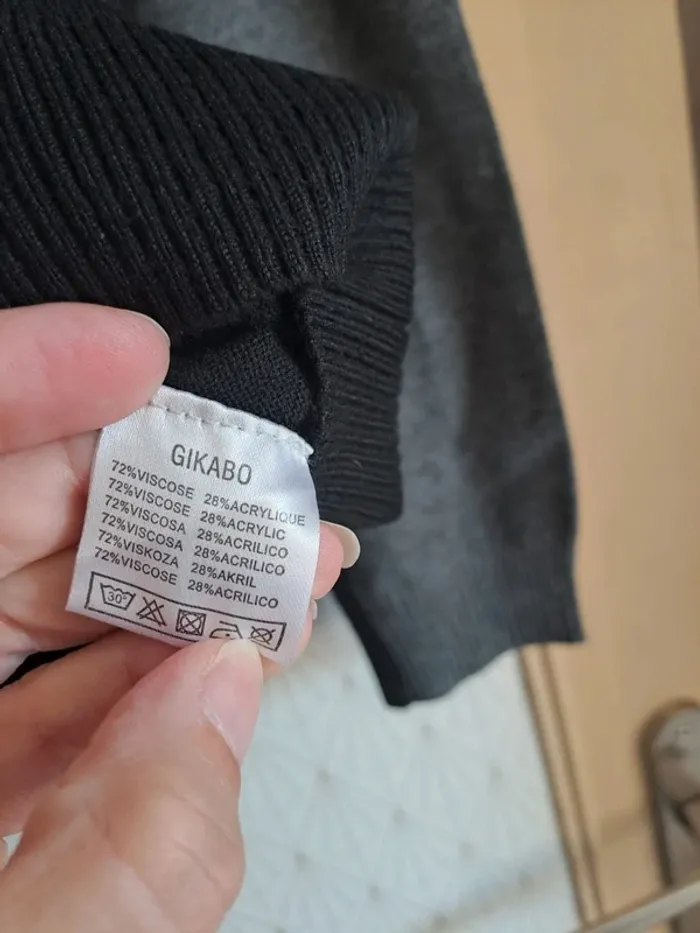 GIKABO
72%VISCOSE 28%ACRYLIQUE
72%VISCOSE 28%ACRYLIC
72%VISCOSA 28%ACRILICO
72%VISCOSA 28%ACRILICO
72%VISKOZA 28%AKRIL
72%VISCOSE 28%ACRILICO
30°